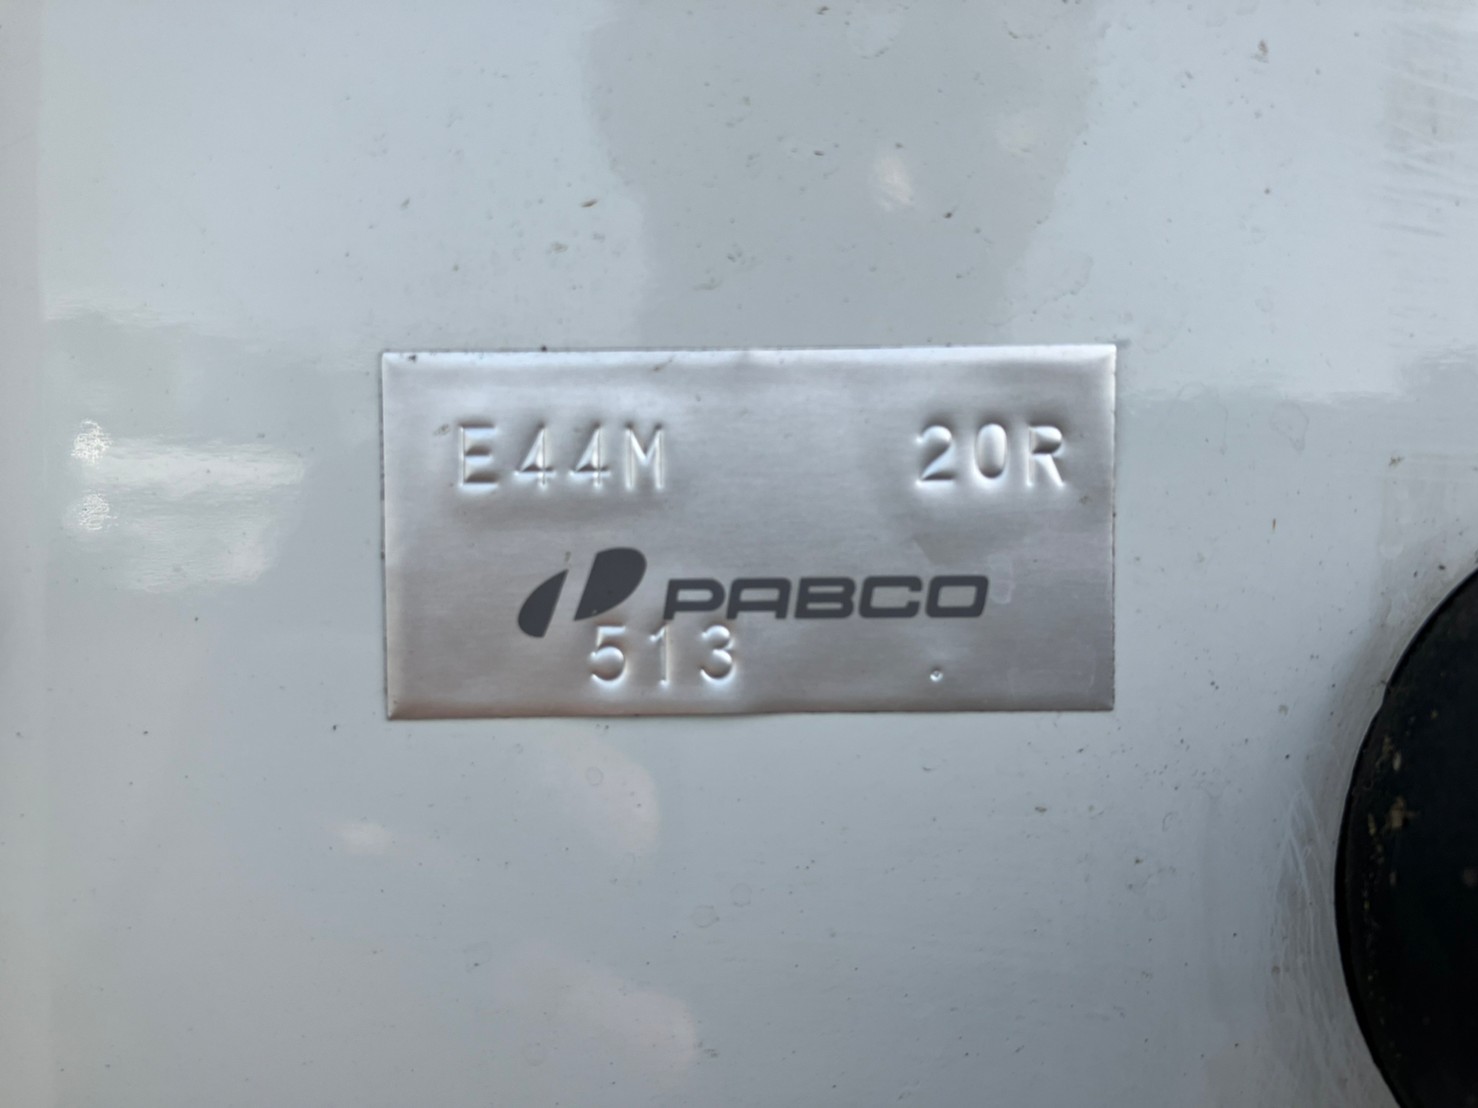 E44M 20R
PABCO
513 .